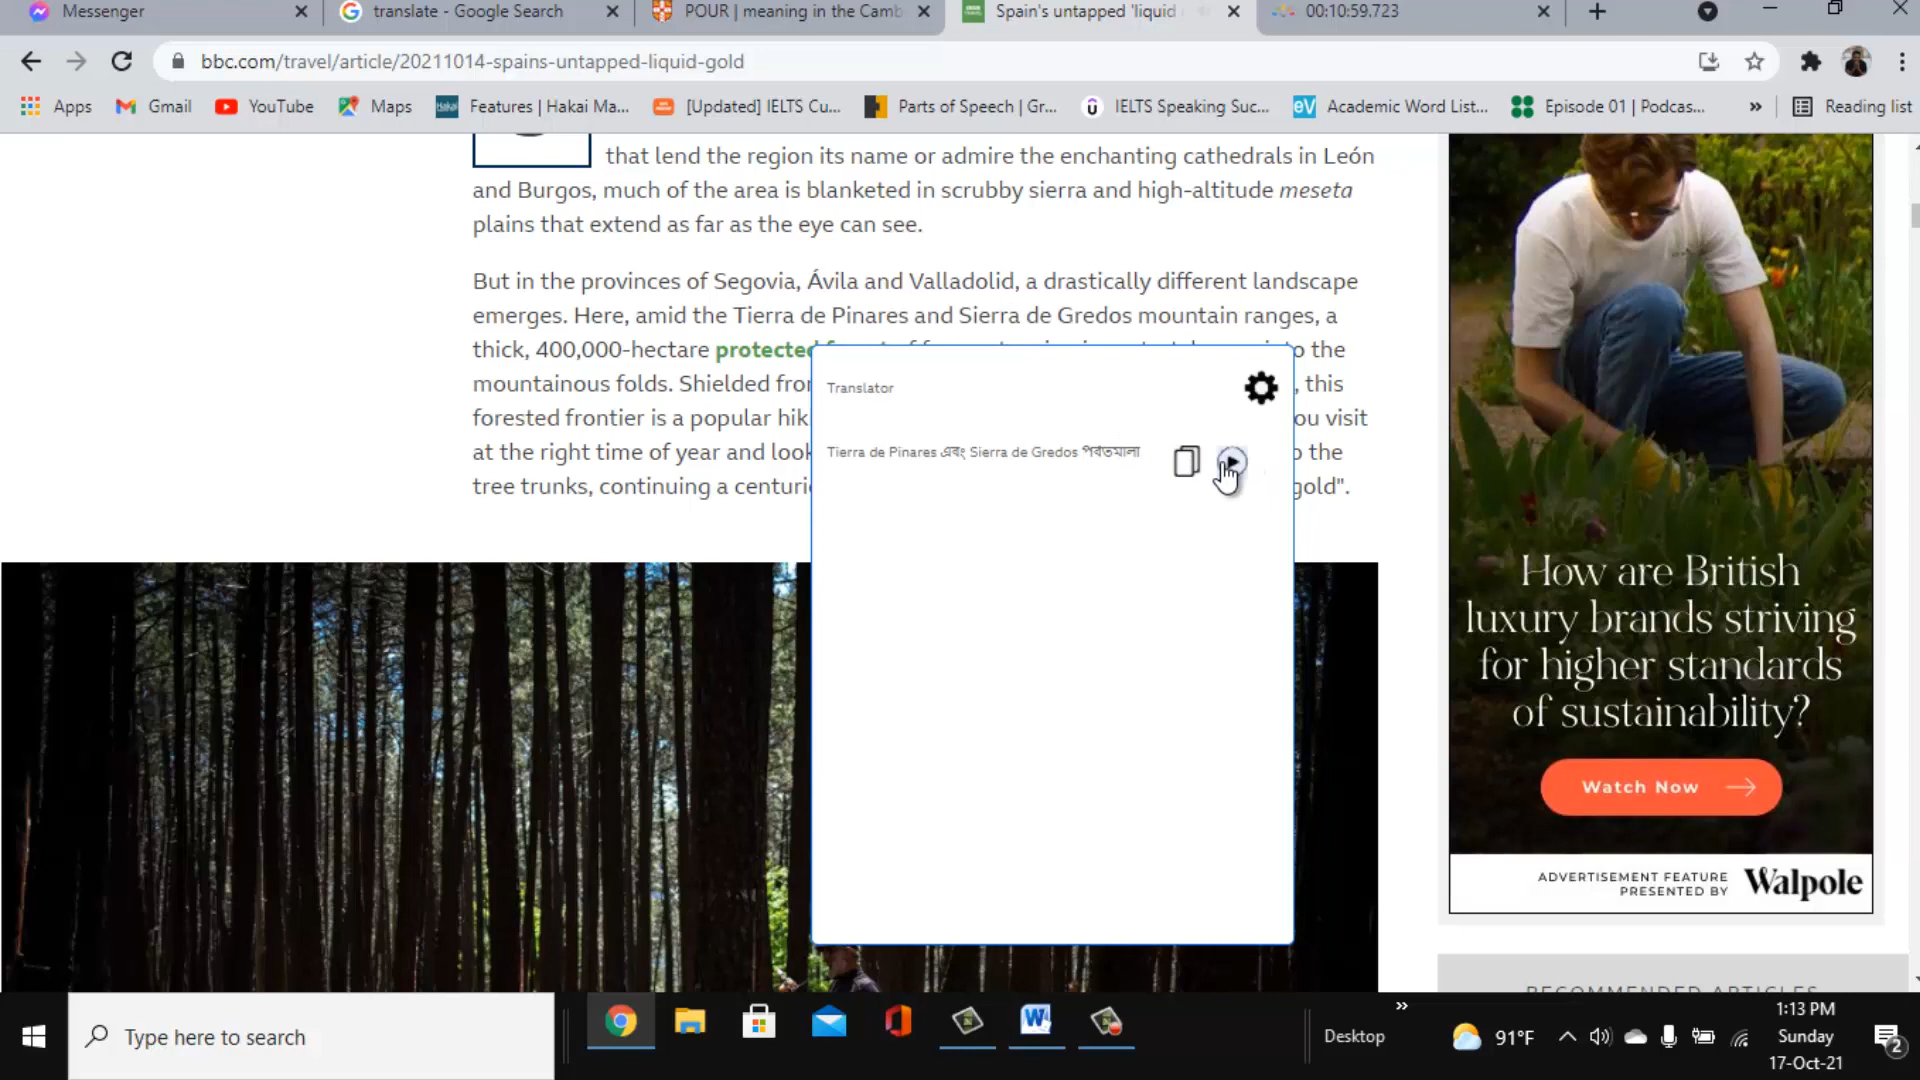 Messenger
translate - Google Search
POUR | meaning in the Camb
Spain's untapped 'liquid
00:10:59.723
bbc.com/travel/article/20211014-spains-untapped-liquid-gold
Apps
Gmail
YouTube
Maps
Features | Hakai Ma...
[Updated] IELTS Cu...
Parts of Speech | Gr...
IELTS Speaking Suc...
Academic Word List...
Episode 01 | Podcas...
»
Reading list
that lend the region its name or admire the enchanting cathedrals in León
and Burgos, much of the area is blanketed in scrubby sierra and high-altitude meseta
plains that extend as far as the eye can see.
But in the provinces of Segovia, Ávila and Valladolid, a drastically different landscape
emerges. Here, amid the Tierra de Pinares and Sierra de Gredos mountain ranges, a
thick, 400,000-hectare protected to the
mountainous folds. Shielded from , this
forested frontier is a popular hik ou visit
at the right time of year and look o the
tree trunks, continuing a centuri gold".
Translator
Tierra de Pinares এবং Sierra de Gredos পর্বতমালা
How are British
luxury brands striving
for higher standards
of sustainability?
Watch Now
ADVERTISEMENT FEATURE
PRESENTED BY
Walpole
RECOMMENDED ARTICLES
Type here to search
Desktop
»
91°F
1:13 PM
Sunday
17-Oct-21
2